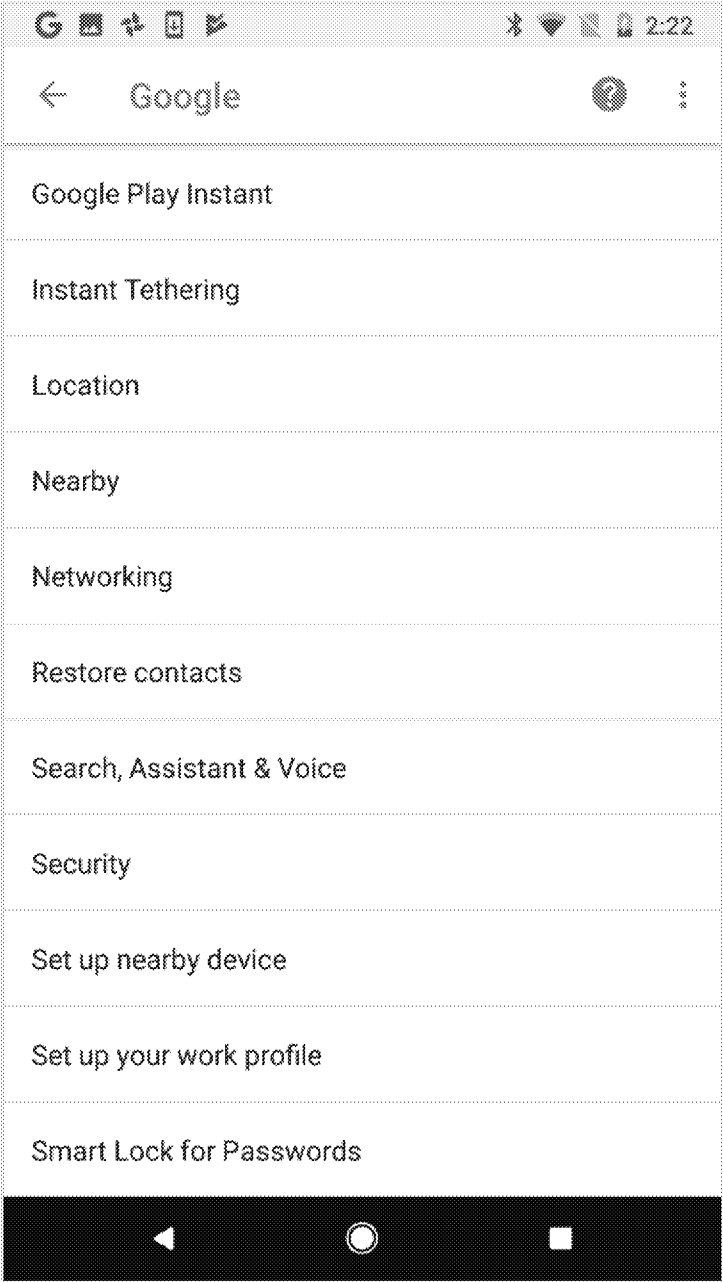 2:22
Google
Google Play Instant
Instant Tethering
Location
Nearby
Networking
Restore contacts
Search, Assistant & Voice
Security
Set up nearby device
Set up your work profile
Smart Lock for Passwords